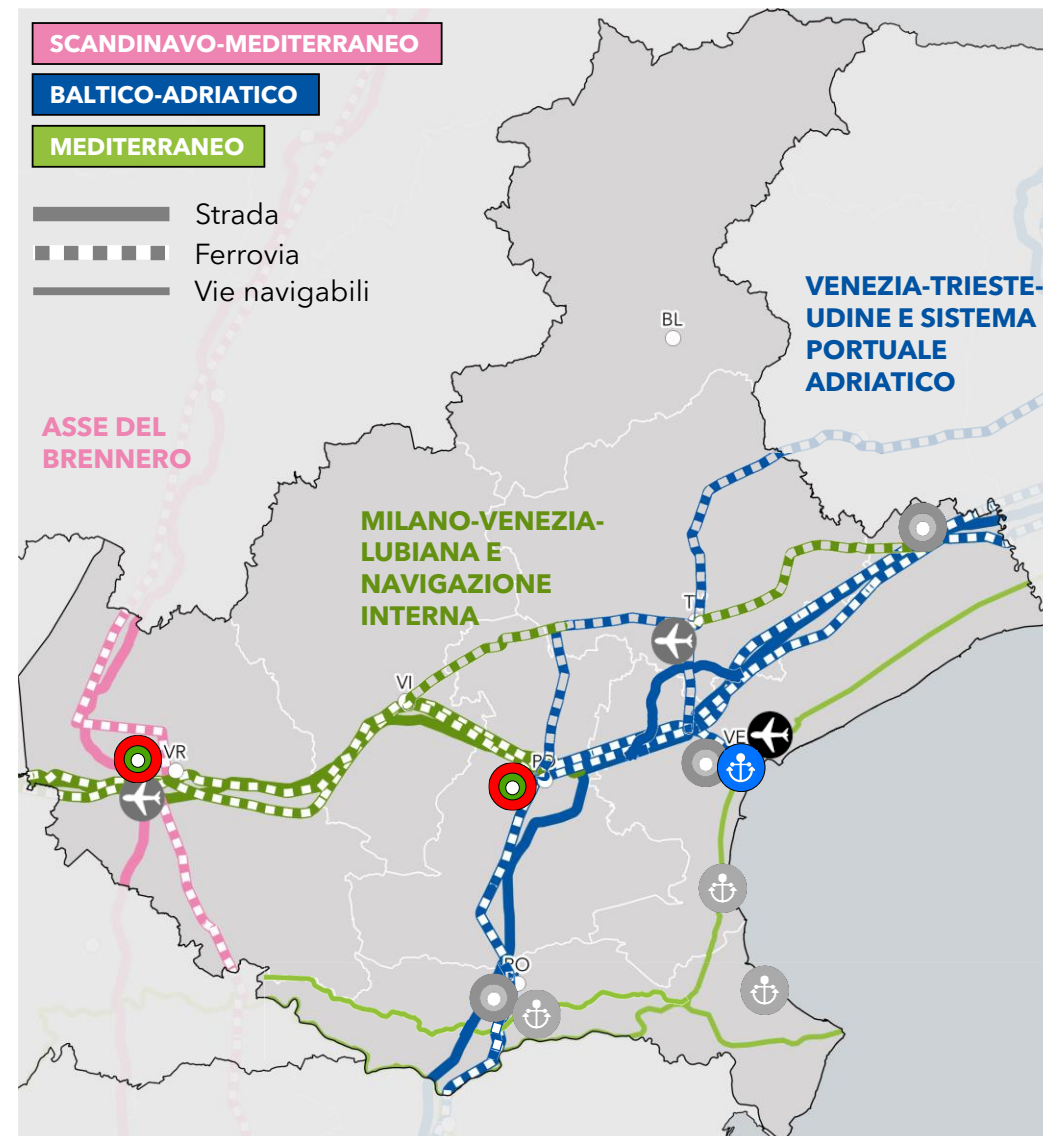 SCANDINAVO-MEDITERRANEO
BALTICO-ADRIATICO
MEDITERRANEO
Strada
Ferrovia
Vie navigabili
BL
VENEZIA-TRIESTE-
UDINE E SISTEMA
PORTUALE
ADRIATICO
ASSE DEL
BRENNERO
MILANO-VENEZIA-
LUBIANA E
NAVIGAZIONE
INTERNA
VI
VE
VR
RO